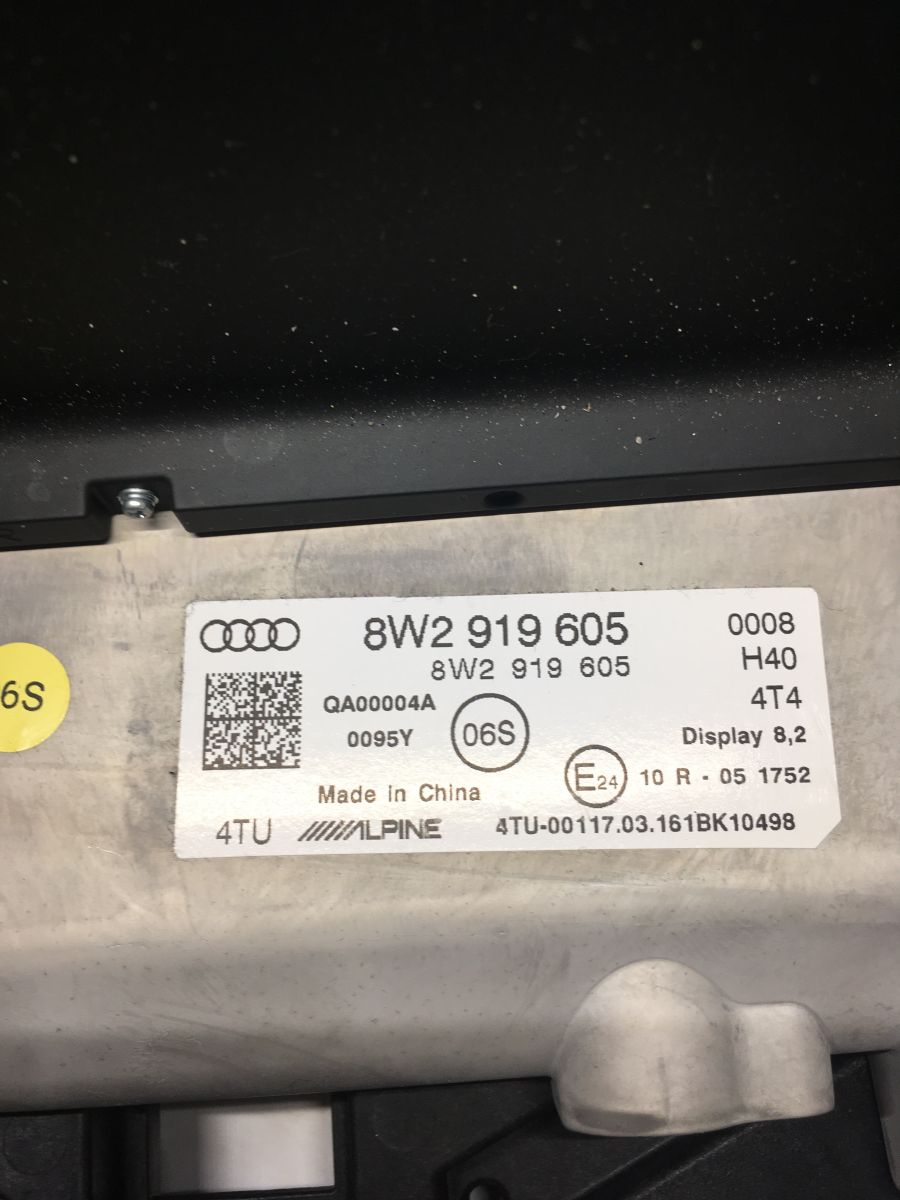 8W2 919 605 0008
8W2 919 605 H40
QA00004A 4T4
0095Y 06S Display 8,2
6S
Made in China E24 10 R - 05 1752
4TU ALPINE 4TU-00117.03.161BK10498